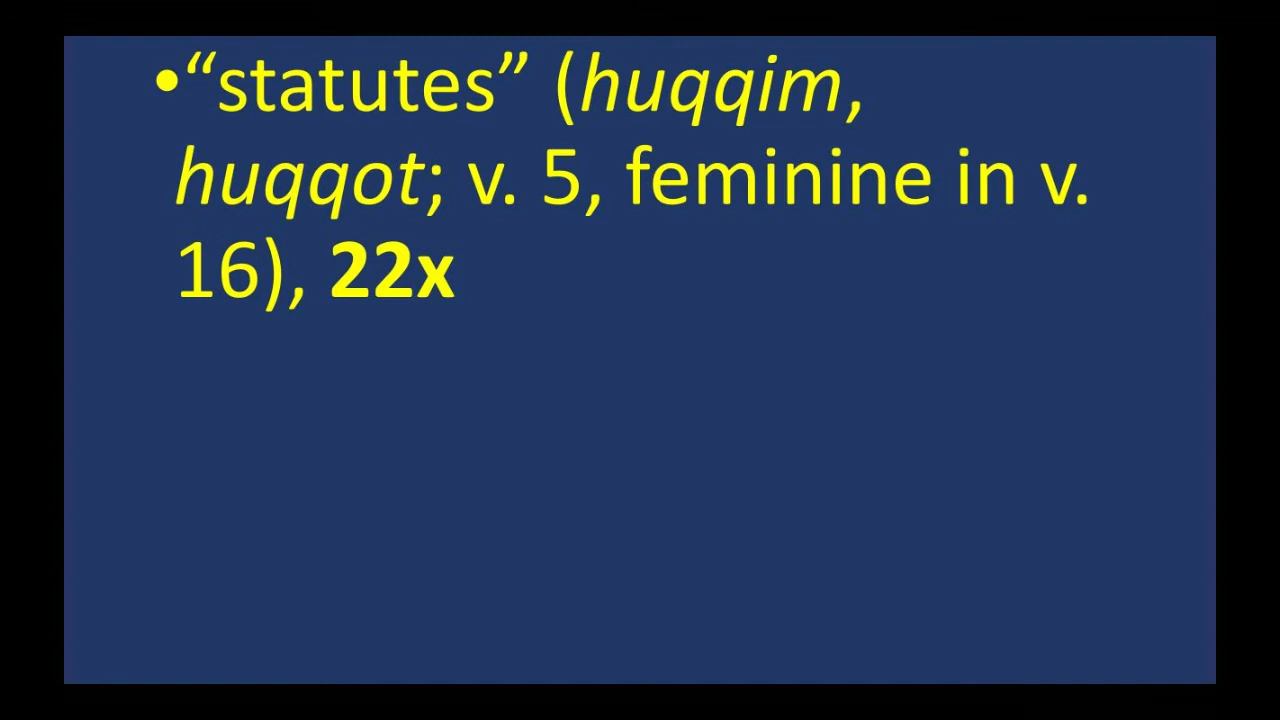 •“statutes” (huqqim,
huqqot; v. 5, feminine in v.
16), 22x